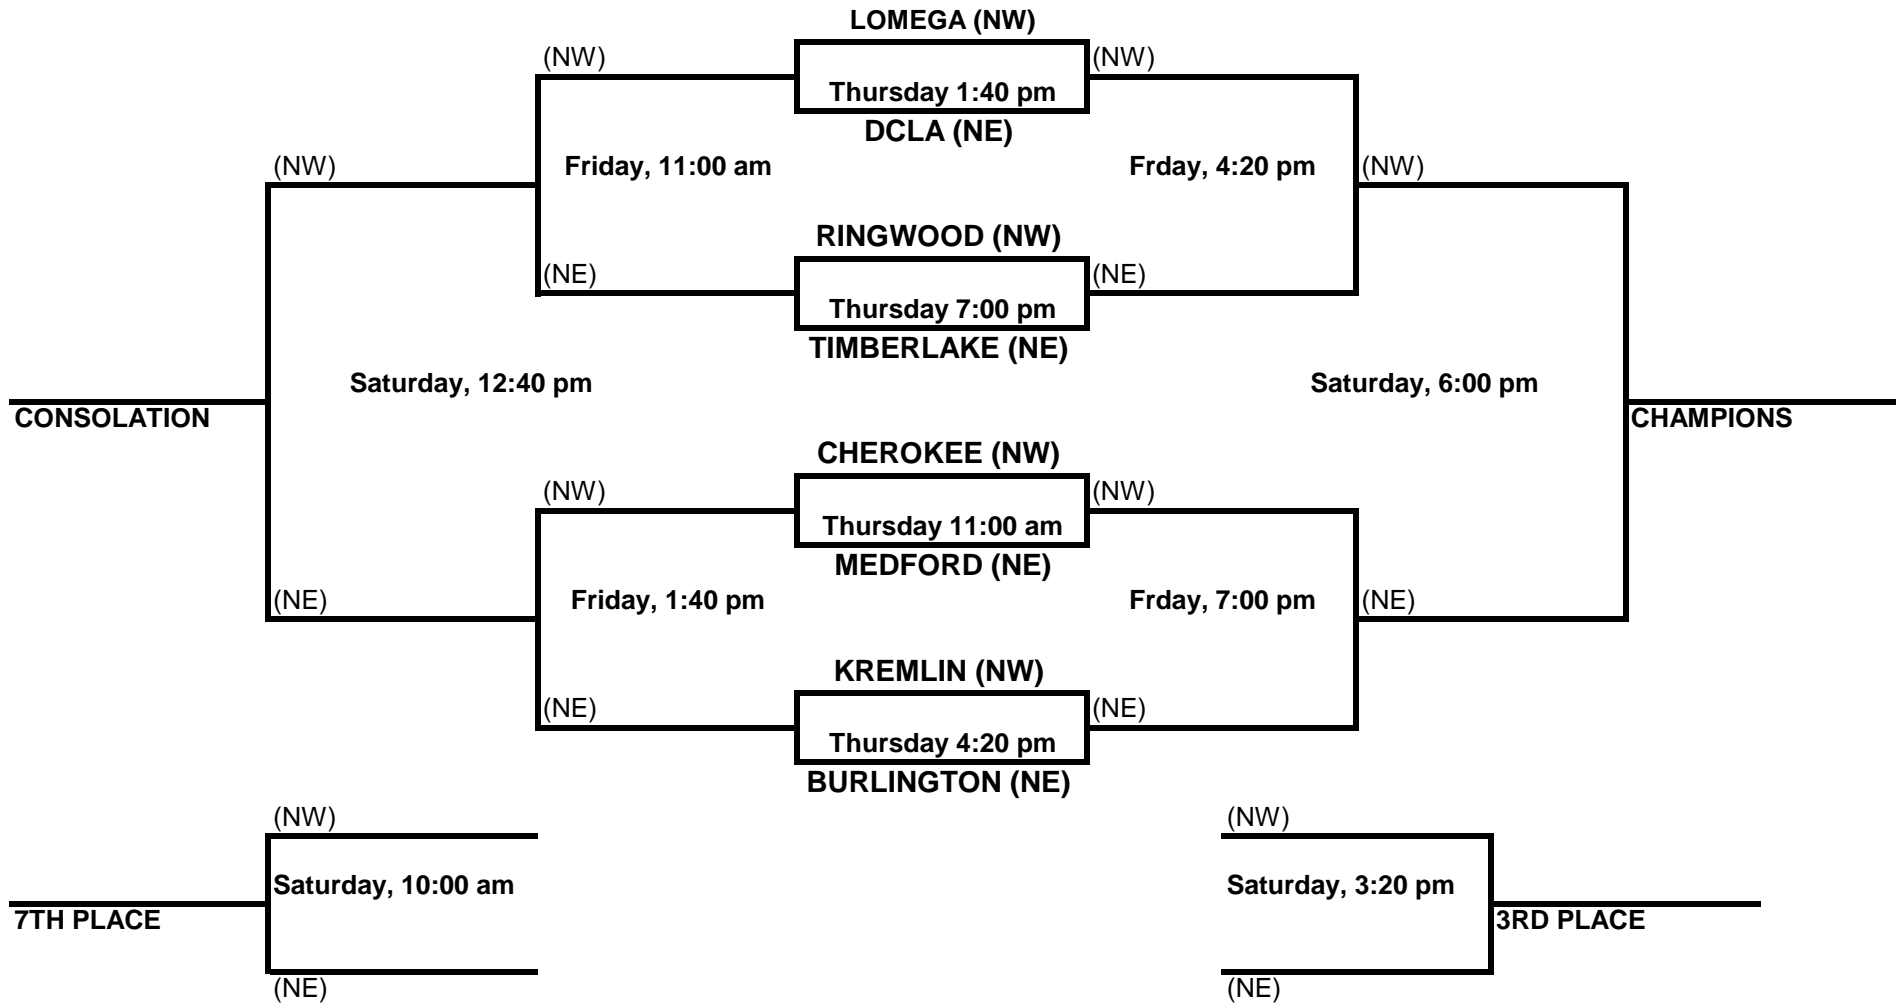 LOMEGA (NW)
(NW)
(NW)
Thursday 1:40 pm
DCLA (NE)
(NW)
Friday, 11:00 am
Frday, 4:20 pm
(NW)
RINGWOOD (NW)
(NE)
(NE)
Thursday 7:00 pm
TIMBERLAKE (NE)
Saturday, 12:40 pm
Saturday, 6:00 pm
CONSOLATION
CHAMPIONS
CHEROKEE (NW)
(NW)
(NW)
Thursday 11:00 am
MEDFORD (NE)
(NE)
Friday, 1:40 pm
Frday, 7:00 pm
(NE)
KREMLIN (NW)
(NE)
(NE)
Thursday 4:20 pm
BURLINGTON (NE)
(NW)
(NW)
Saturday, 10:00 am
Saturday, 3:20 pm
7TH PLACE
3RD PLACE
(NE)
(NE)